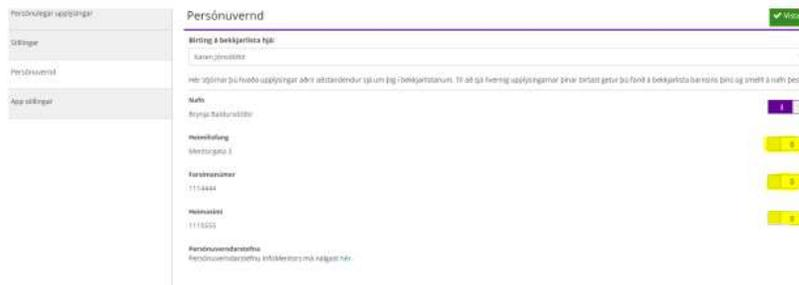 Persónulegar upplýsingar
Stillingar
Persónuvernd
App stillingar
Persónuvernd
Vista
Birting á bekkjarlista hjá:
Karen Jónsdóttir
Hér stjórnar þú hvaða upplýsingar aðrir aðstandendur sjá um þig í bekkjarlistanum. Til að sjá hvernig upplýsingarnar þínar birtast getur þú farið á bekkjarlista barnsins þíns og smellt á nafn þess
Nafn
Brynja Baldursdóttir
Heimilisfang
Mentorgata 3
Farsímanúmer
1114444
Heimasími
1115555
Persónuverndarstefna
Persónuverndarstefnu InfoMentors má nálgast hér.